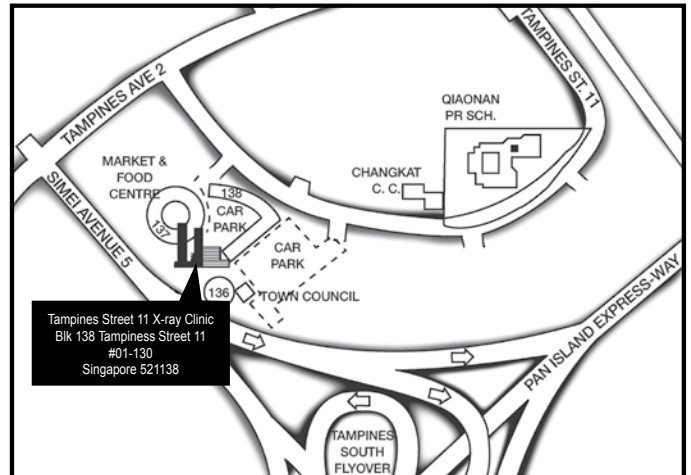 TAMPINES AVE 2
TAMPINES ST. 11
QIAONAN
PR SCH.
MARKET &
FOOD
CENTRE
CHANGKAT
C. C.
138
CAR
PARK
137
SIMEI AVENUE 5
CAR
PARK
136
TOWN COUNCIL
PAN ISLAND EXPRESS-WAY
Tampines Street 11 X-ray Clinic
Blk 138 Tampiness Street 11
#01-130
Singapore 521138
TAMPINES
SOUTH
FLYOVER